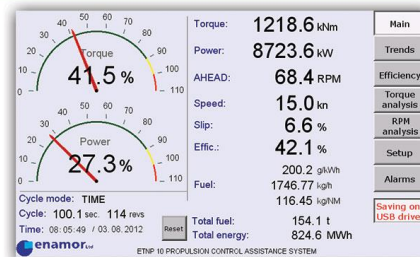 0 10 20 30 40 50 60 70 80 90 100 110
Torque
41.5 %
0 10 20 30 40 50 60 70 80 90 100 110
Power
27.3 %
Cycle mode: TIME
Cycle: 100.1 sec. 114 revs
Time: 08:05:49 / 03.08.2012
Reset
enamor Ltd
Torque: 1218.6 kNm
Power: 8723.6 kW
AHEAD: 68.4 RPM
Speed: 15.0 kn
Slip: 6.6 %
Effic.: 42.1 %
200.2 g/kWh
Fuel: 1746.77 kg/h
116.45 kg/NM
Total fuel: 154.1 t
Total energy: 824.6 MWh
ETNP 10 PROPULSION CONTROL ASSISTANCE SYSTEM
Main
Trends
Efficiency
Torque
analysis
RPM
analysis
Setup
Alarms
Saving on
USB drive